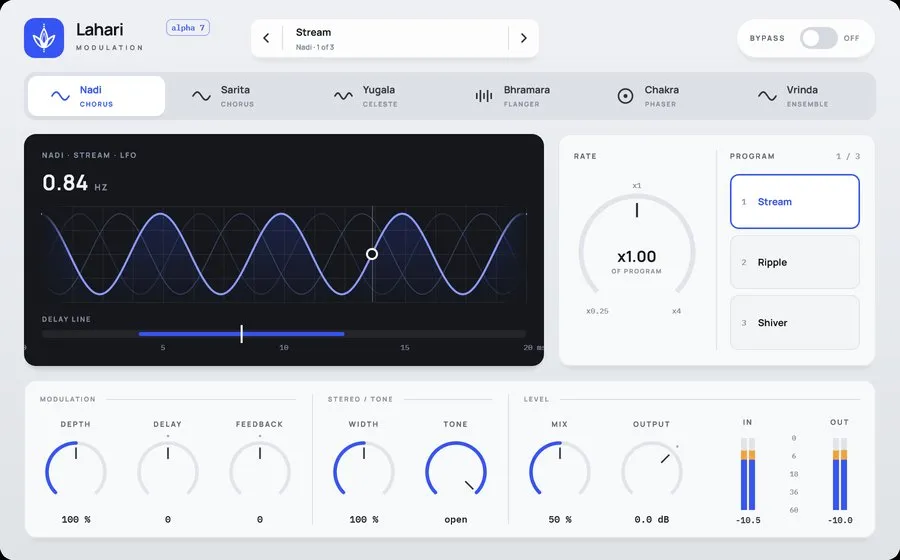 Lahari
MODULATION
alpha 7
Stream
Nadi · 1 of 3
BYPASS
OFF
Nadi
CHORUS
Sarita
CHORUS
Yugala
CELESTE
Bhramara
FLANGER
Chakra
PHASER
Vrinda
ENSEMBLE
NADI · STREAM · LFO
0.84 HZ
DELAY LINE
5
10
15
20 ms
RATE
x1
x1.00
OF PROGRAM
x0.25
x4
PROGRAM
1 / 3
1 Stream
2 Ripple
3 Shiver
MODULATION
DEPTH
100 %
DELAY
0
FEEDBACK
0
STEREO / TONE
WIDTH
100 %
TONE
open
LEVEL
MIX
50 %
OUTPUT
0.0 dB
IN
-10.5
0
6
18
36
60
OUT
-10.0